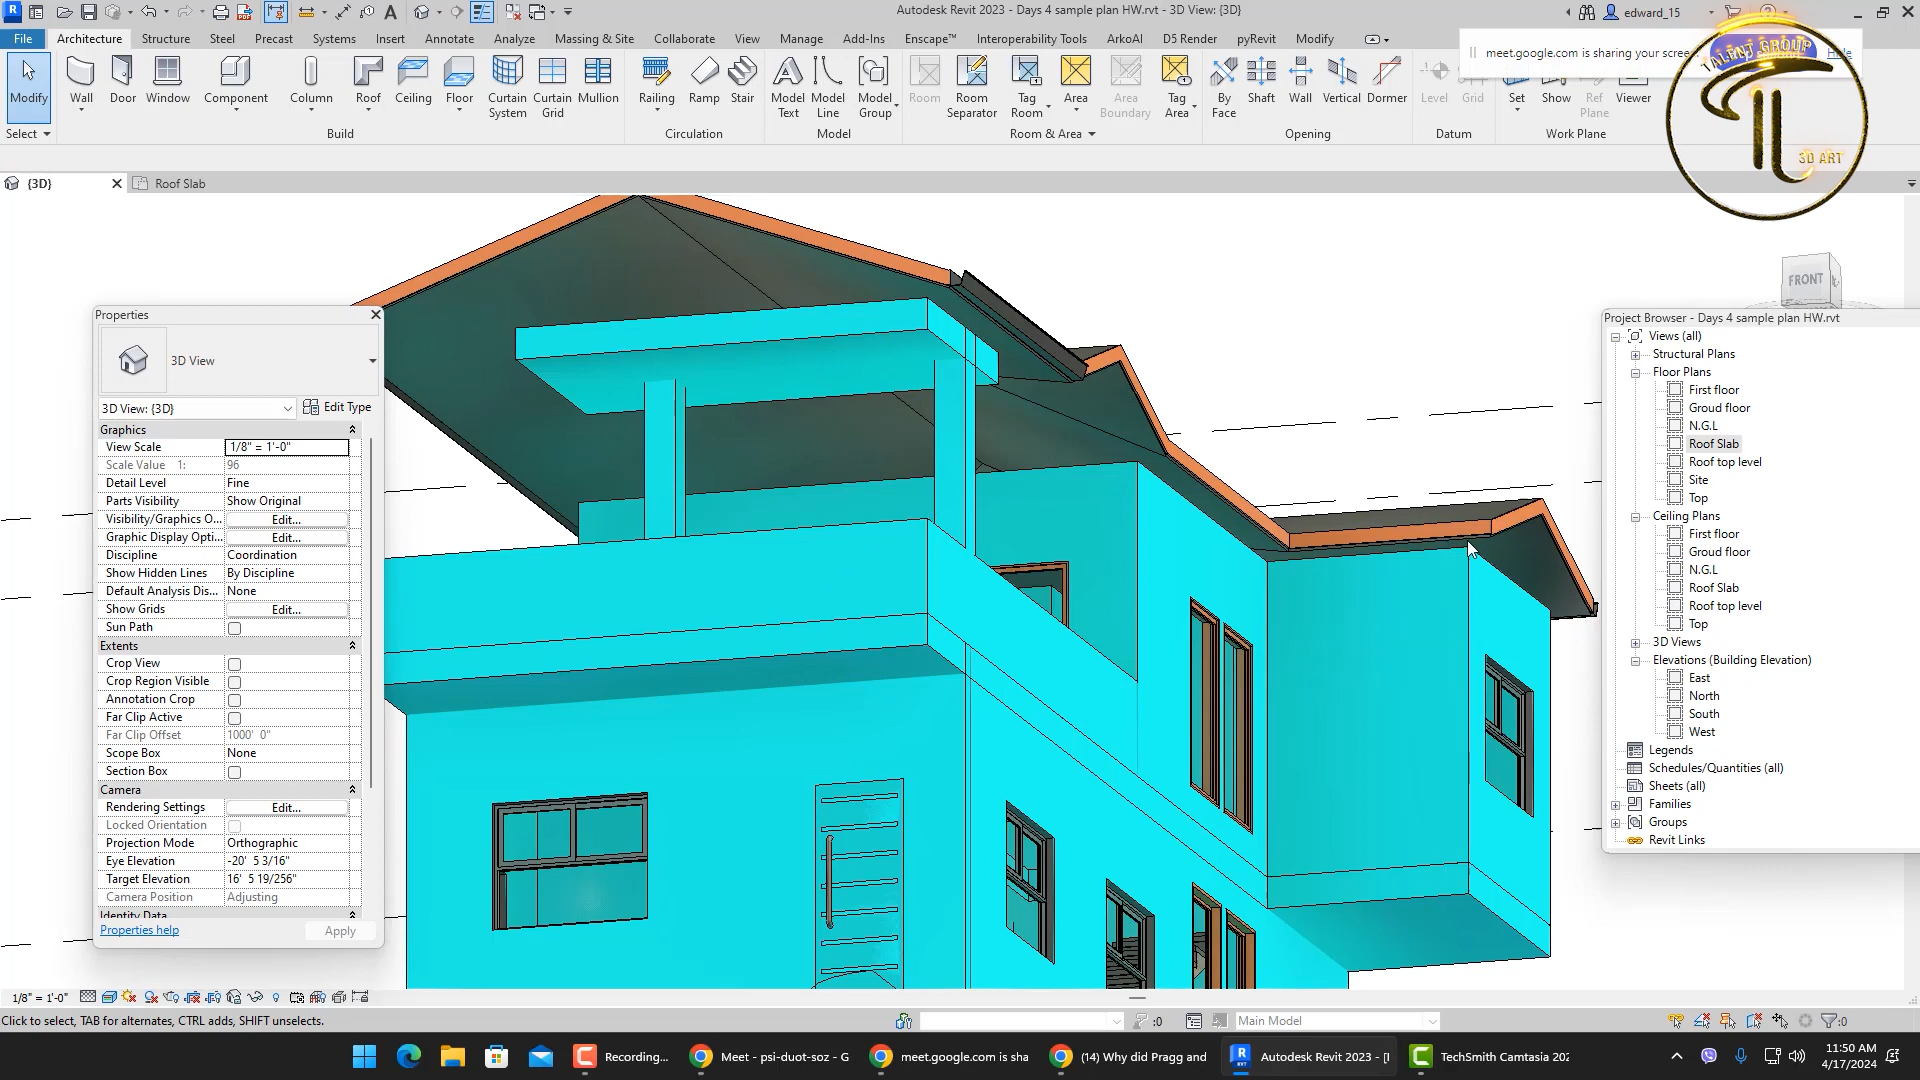 Autodesk Revit 2023 - Days 4 sample plan HW.rvt - 3D View: {3D}
edward_15
File Architecture Structure Steel Precast Systems Insert Annotate Analyze Massing & Site Collaborate View Manage Add-Ins Enscape™ Interoperability Tools ArkoAI D5 Render pyRevit Modify
meet.google.com is sharing your screen Hide
TALENT GROUP
3D ART
Modify Wall Door Window Component Column Roof Ceiling Floor Curtain System Curtain Grid Mullion Railing Ramp Stair Model Text Model Line Model Group Room Room Separator Tag Room Area Area Boundary Tag Area By Face Shaft Wall Vertical Dormer Level Grid Set Show Ref Plane Viewer
Select Build Circulation Model Room & Area Opening Datum Work Plane
{3D} Roof Slab
FRONT
Properties
3D View
3D View: {3D} Edit Type
Graphics
View Scale 1/8" = 1'-0"
Scale Value 1: 96
Detail Level Fine
Parts Visibility Show Original
Visibility/Graphics O... Edit...
Graphic Display Opti... Edit...
Discipline Coordination
Show Hidden Lines By Discipline
Default Analysis Dis... None
Show Grids Edit...
Sun Path
Extents
Crop View
Crop Region Visible
Annotation Crop
Far Clip Active
Far Clip Offset 1000' 0"
Scope Box None
Section Box
Camera
Rendering Settings Edit...
Locked Orientation
Projection Mode Orthographic
Eye Elevation -20' 5 3/16"
Target Elevation 16' 5 19/256"
Camera Position Adjusting
Identity Data
Properties help Apply
Project Browser - Days 4 sample plan HW.rvt
Views (all)
Structural Plans
Floor Plans
First floor
Groud floor
N.G.L
Roof Slab
Roof top level
Site
Top
Ceiling Plans
First floor
Groud floor
N.G.L
Roof Slab
Roof top level
Top
3D Views
Elevations (Building Elevation)
East
North
South
West
Legends
Schedules/Quantities (all)
Sheets (all)
Families
Groups
Revit Links
1/8" = 1'-0"
Click to select, TAB for alternates, CTRL adds, SHIFT unselects.
:0 Main Model :0
Recording... Meet - psi-duot-soz - G meet.google.com is sha (14) Why did Pragg and Autodesk Revit 2023 - [ TechSmith Camtasia 202
11:50 AM
4/17/2024